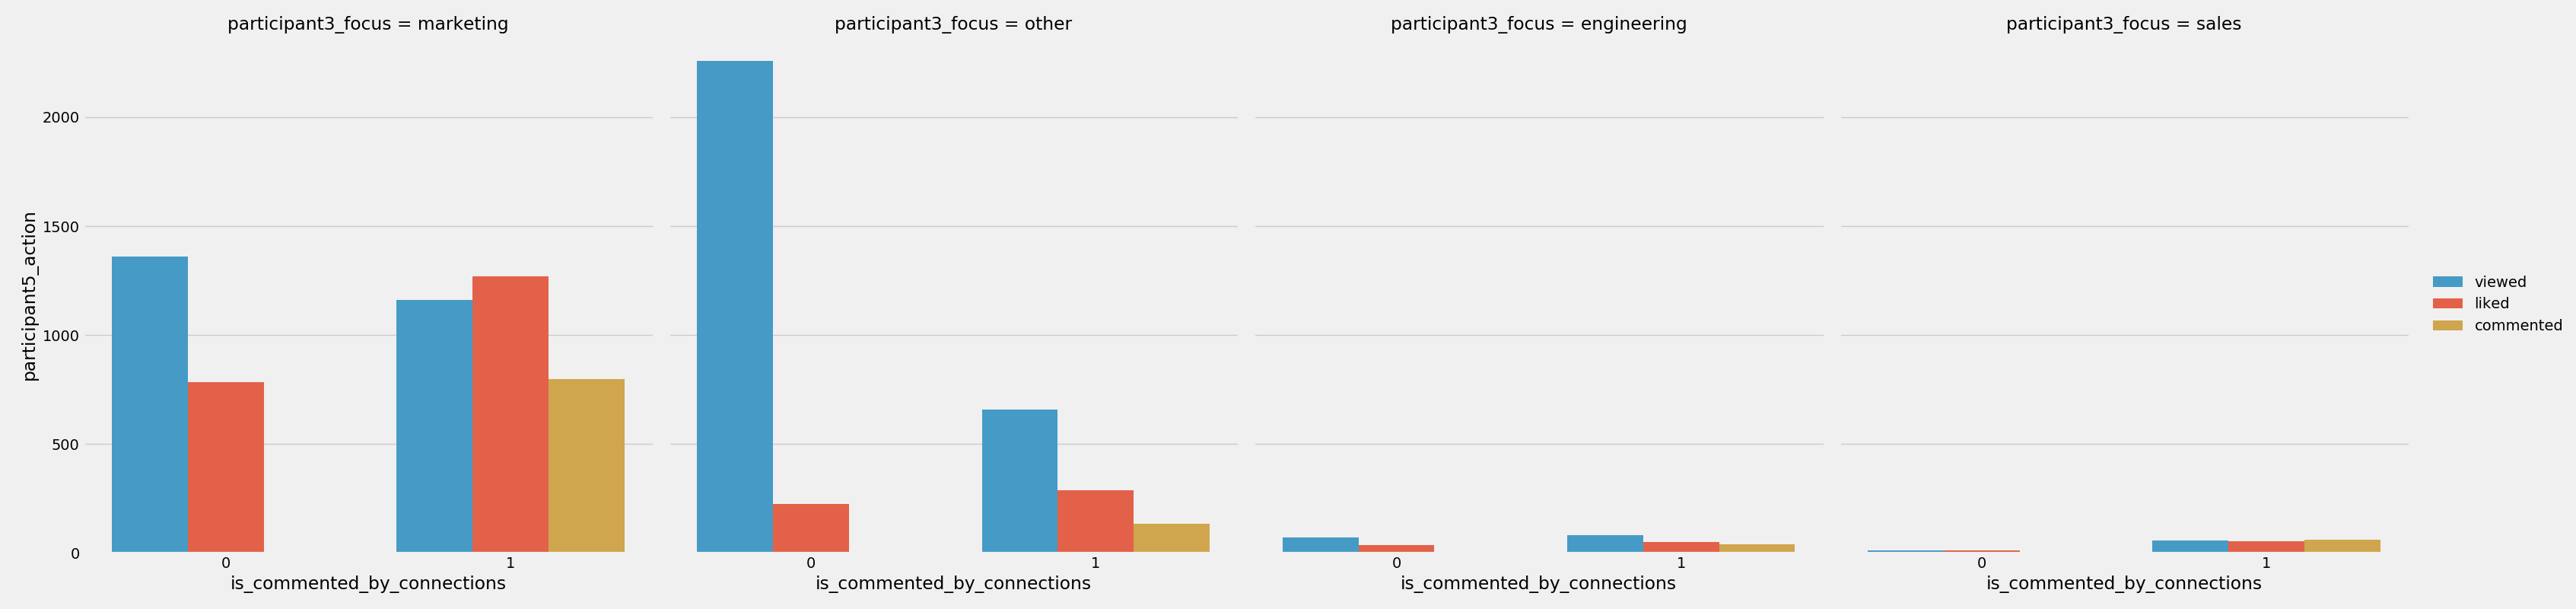 participant3_focus = marketing
participant3_focus = other
participant3_focus = engineering
participant3_focus = sales
participant5_action
2000
1500
1000
500
0
0 1
0 1
0 1
0 1
is_commented_by_connections
is_commented_by_connections
is_commented_by_connections
is_commented_by_connections
viewed
liked
commented